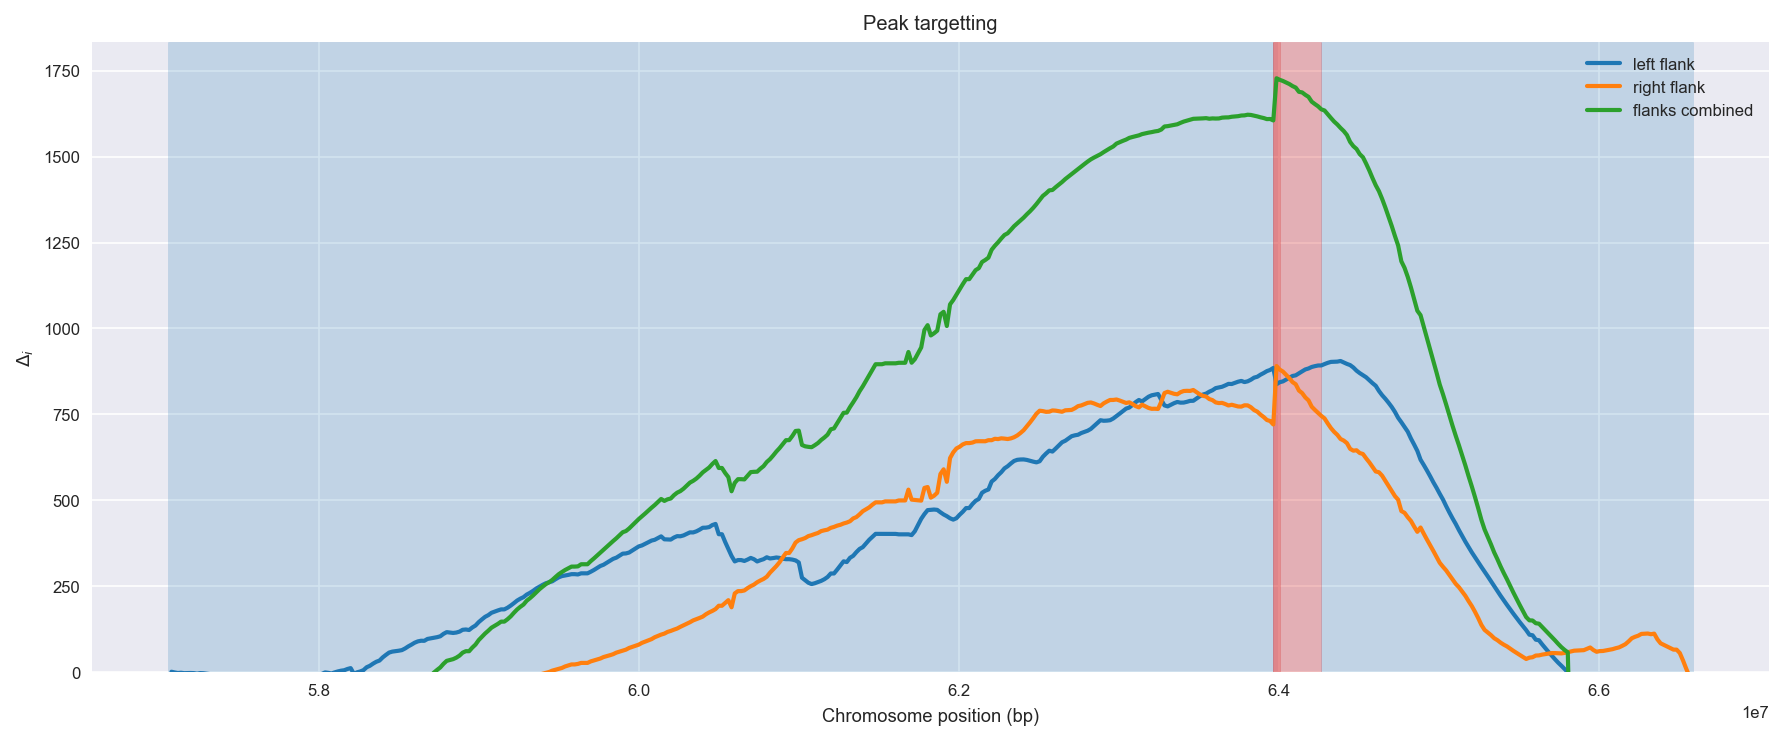 Peak targetting
1750
1500
1250
1000
750
500
250
0
Δi
left flank
right flank
flanks combined
5.8 6.0 6.2 6.4 6.6
1e7
Chromosome position (bp)